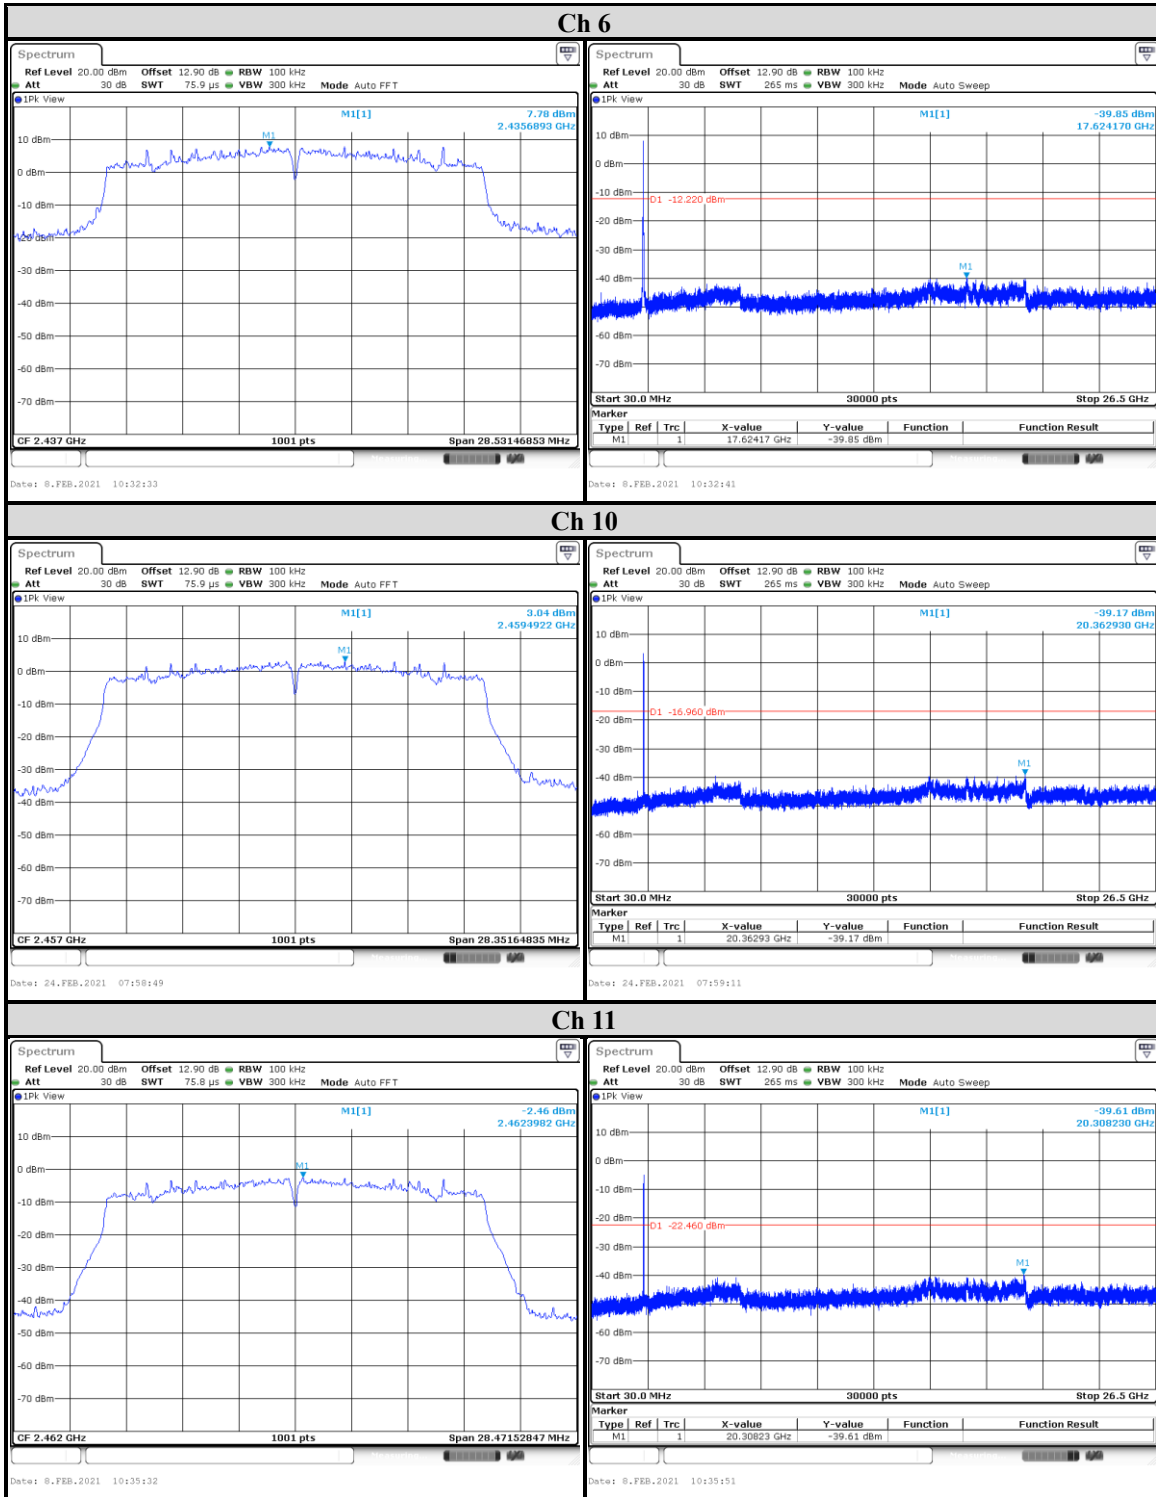 Ch 6
Spectrum
Ref Level 20.00 dBm Offset 12.90 dB RBW 100 kHz
Att 30 dB SWT 75.9 µs VBW 300 kHz Mode Auto FFT
1Pk View
M1[1] 7.78 dBm
2.4356893 GHz
M1
10 dBm
0 dBm
-10 dBm
-20 dBm
-30 dBm
-40 dBm
-50 dBm
-60 dBm
-70 dBm
CF 2.437 GHz 1001 pts Span 28.53146853 MHz
Date: 8.FEB.2021 10:32:33
Spectrum
Ref Level 20.00 dBm Offset 12.90 dB RBW 100 kHz
Att 30 dB SWT 265 ms VBW 300 kHz Mode Auto Sweep
1Pk View
M1[1] -39.85 dBm
17.624170 GHz
10 dBm
0 dBm
-10 dBm
D1 -12.220 dBm
-20 dBm
-30 dBm
-40 dBm
M1
-60 dBm
-70 dBm
Start 30.0 MHz 30000 pts Stop 26.5 GHz
Marker
Type Ref Trc X-value Y-value Function Function Result
M1 1 17.62417 GHz -39.85 dBm
Date: 8.FEB.2021 10:32:41
Ch 10
Spectrum
Ref Level 20.00 dBm Offset 12.90 dB RBW 100 kHz
Att 30 dB SWT 75.9 µs VBW 300 kHz Mode Auto FFT
1Pk View
M1[1] 3.04 dBm
2.4594922 GHz
10 dBm
M1
0 dBm
-10 dBm
-20 dBm
-30 dBm
-40 dBm
-50 dBm
-60 dBm
-70 dBm
CF 2.457 GHz 1001 pts Span 28.35164835 MHz
Date: 24.FEB.2021 07:58:49
Spectrum
Ref Level 20.00 dBm Offset 12.90 dB RBW 100 kHz
Att 30 dB SWT 265 ms VBW 300 kHz Mode Auto Sweep
1Pk View
M1[1] -39.17 dBm
20.362930 GHz
10 dBm
0 dBm
-10 dBm
D1 -16.960 dBm
-20 dBm
-30 dBm
M1
-40 dBm
-60 dBm
-70 dBm
Start 30.0 MHz 30000 pts Stop 26.5 GHz
Marker
Type Ref Trc X-value Y-value Function Function Result
M1 1 20.36293 GHz -39.17 dBm
Date: 24.FEB.2021 07:59:11
Ch 11
Spectrum
Ref Level 20.00 dBm Offset 12.90 dB RBW 100 kHz
Att 30 dB SWT 75.8 µs VBW 300 kHz Mode Auto FFT
1Pk View
M1[1] -2.46 dBm
2.4623982 GHz
10 dBm
0 dBm
M1
-10 dBm
-20 dBm
-30 dBm
-40 dBm
-50 dBm
-60 dBm
-70 dBm
CF 2.462 GHz 1001 pts Span 28.47152847 MHz
Date: 8.FEB.2021 10:35:32
Spectrum
Ref Level 20.00 dBm Offset 12.90 dB RBW 100 kHz
Att 30 dB SWT 265 ms VBW 300 kHz Mode Auto Sweep
1Pk View
M1[1] -39.61 dBm
20.308230 GHz
10 dBm
0 dBm
-10 dBm
-20 dBm
D1 -22.460 dBm
-30 dBm
M1
-40 dBm
-60 dBm
-70 dBm
Start 30.0 MHz 30000 pts Stop 26.5 GHz
Marker
Type Ref Trc X-value Y-value Function Function Result
M1 1 20.30823 GHz -39.61 dBm
Date: 8.FEB.2021 10:35:51